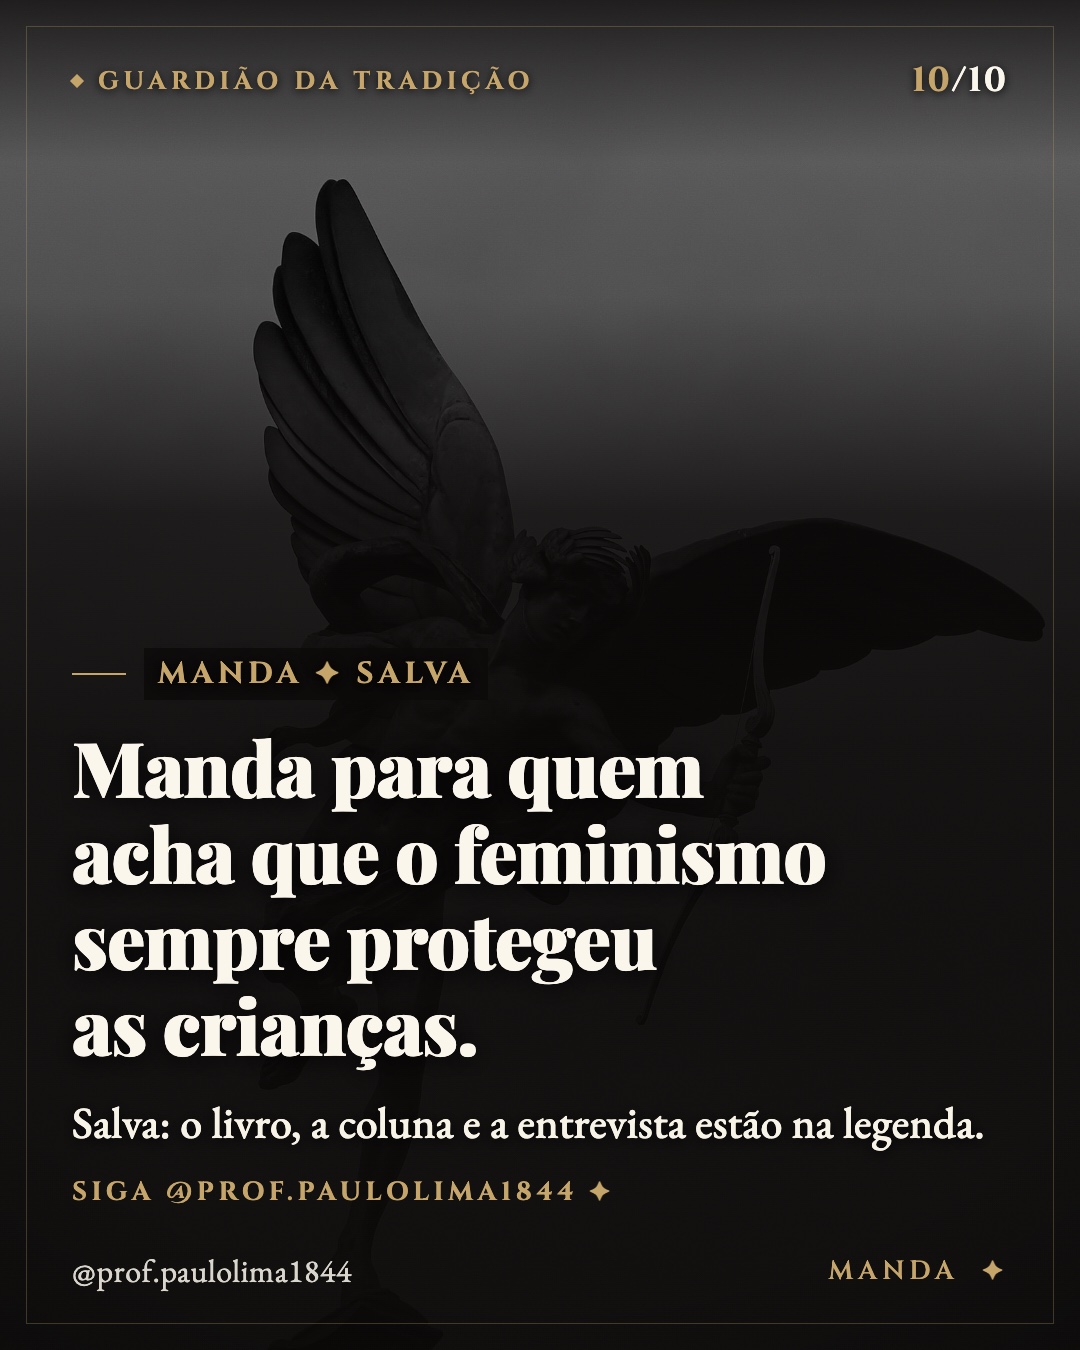 ◆ GUARDIÃO DA TRADIÇÃO
10/10
MANDA ✦ SALVA
Manda para quem
acha que o feminismo
sempre protegeu
as crianças.
Salva: o livro, a coluna e a entrevista estão na legenda.
SIGA @PROF.PAULOLIMA1844 ✦
@prof.paulolima1844
MANDA ✦